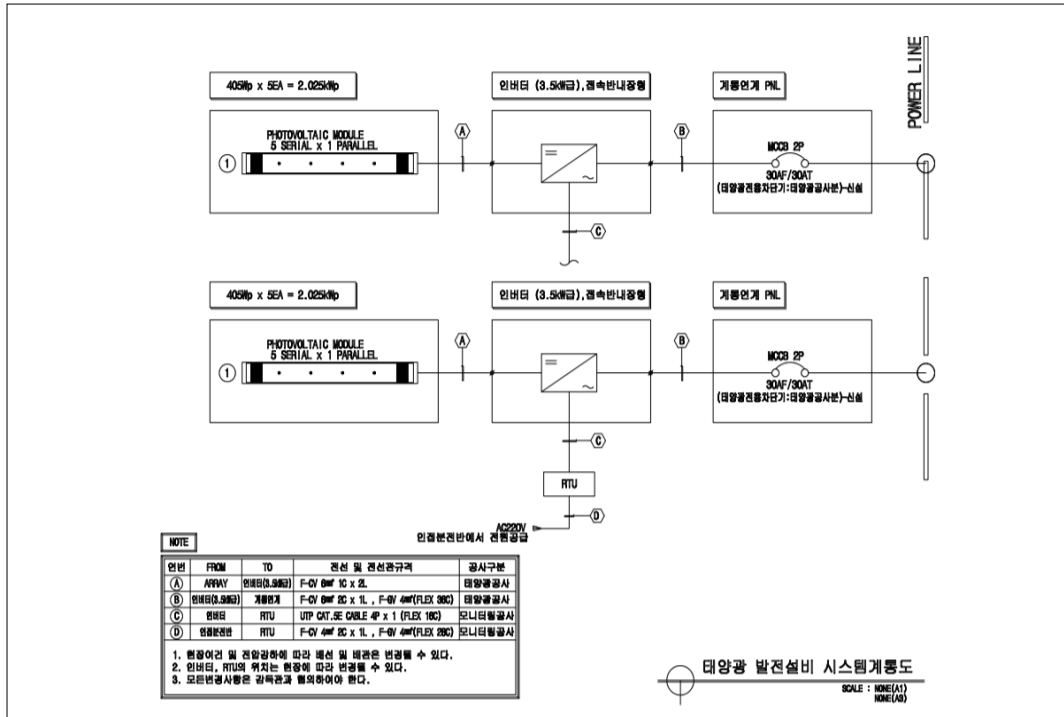 405Wp x 5EA = 2.025kWp
인버터 (3.5kW급),접속반내장형
계통연계 PNL
POWER LINE
PHOTOVOLTAIC MODULE
5 SERIAL x 1 PARALLEL
1
A
B
MCCB 2P
30AF/30AT
(태양광전용차단기:태양광공사분)-신설
C
405Wp x 5EA = 2.025kWp
인버터 (3.5kW급),접속반내장형
계통연계 PNL
PHOTOVOLTAIC MODULE
5 SERIAL x 1 PARALLEL
1
A
B
MCCB 2P
30AF/30AT
(태양광전용차단기:태양광공사분)-신설
C
RTU
D
AC220V
인접분전반에서 전원공급
NOTE
연번 FROM TO 전선 및 전선관규격 공사구분
A ARRAY 인버터(3.5kW급) F-CV 6㎟ 1C x 2L 태양광공사
B 인버터(3.5kW급) 계통연계 F-CV 6㎟ 2C x 1L , F-GV 4㎟(FLEX 36C) 태양광공사
C 인버터 RTU UTP CAT.5E CABLE 4P x 1 (FLEX 16C) 모니터링공사
D 인접분전반 RTU F-CV 4㎟ 2C x 1L , F-GV 4㎟(FLEX 28C) 모니터링공사
1. 현장여건 및 전압강하에 따라 배선 및 배관은 변경될 수 있다.
2. 인버터, RTU의 위치는 현장에 따라 변경될 수 있다.
3. 모든변경사항은 감독관과 협의하여야 한다.
태양광 발전설비 시스템계통도
SCALE : NONE(A1)
NONE(A3)